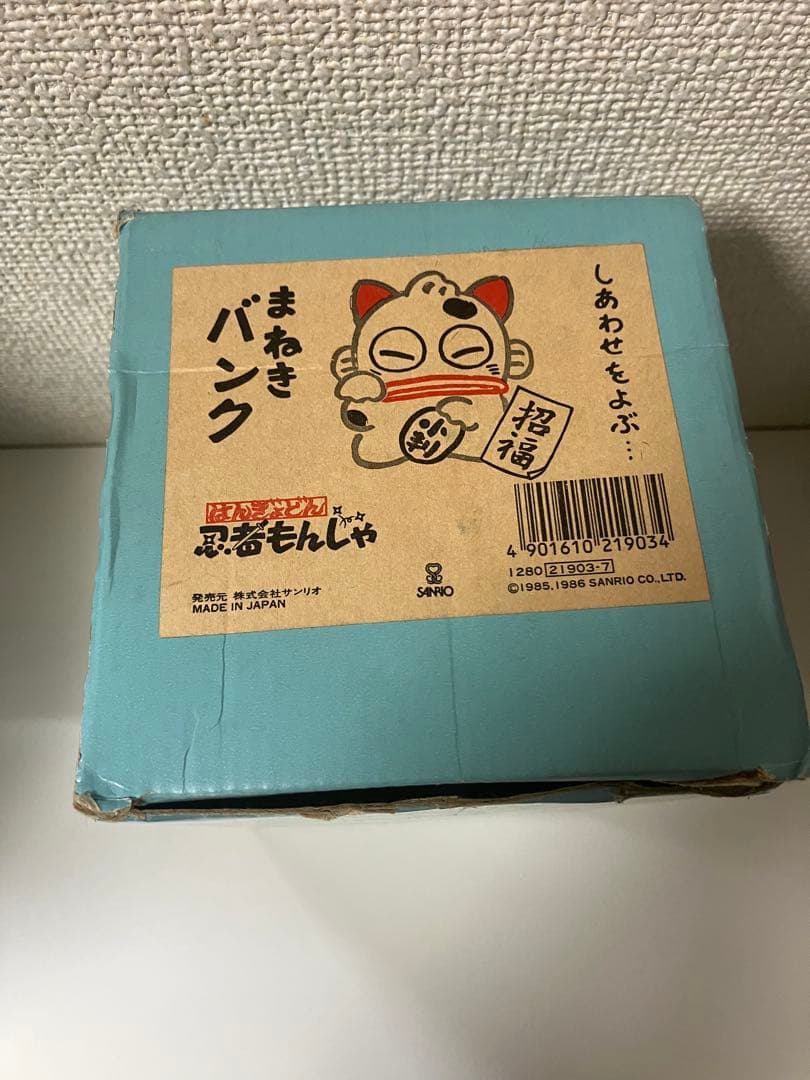 しあわせをよぶ…
まねき
バンク
小判
招福
はんぎょどん
忍者もんじゃ
発売元 株式会社サンリオ
MADE IN JAPAN
SANRIO
4 901610 219034
1280 21903-7
©1985,1986 SANRIO CO.,LTD.